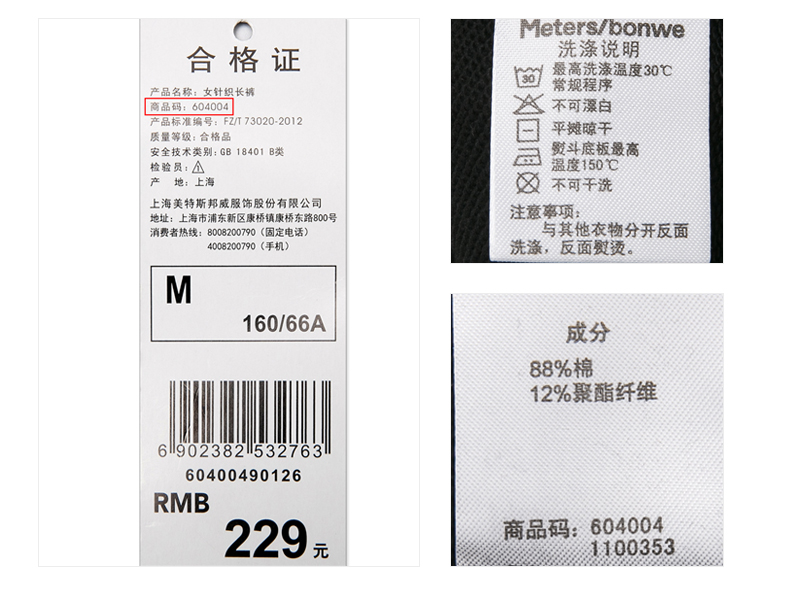 合格证
产品名称：女针织长裤
商品码：604004
产品标准编号：FZ/T 73020-2012
质量等级：合格品
安全技术类别：GB 18401 B类
检验员：
产　地：上海
上海美特斯邦威服饰股份有限公司
地址：上海市浦东新区康桥镇康桥东路800号
消费者热线：8008200790（固定电话）
4008200790（手机）
M
160/66A
6 902382 532763
60400490126
RMB
229元
Meters/bonwe
洗涤说明
30
最高洗涤温度30℃
常规程序
不可漂白
平摊晾干
熨斗底板最高
温度150℃
不可干洗
注意事项：
与其他衣物分开反面
洗涤，反面熨烫。
成分
88%棉
12%聚酯纤维
商品码：604004
1100353